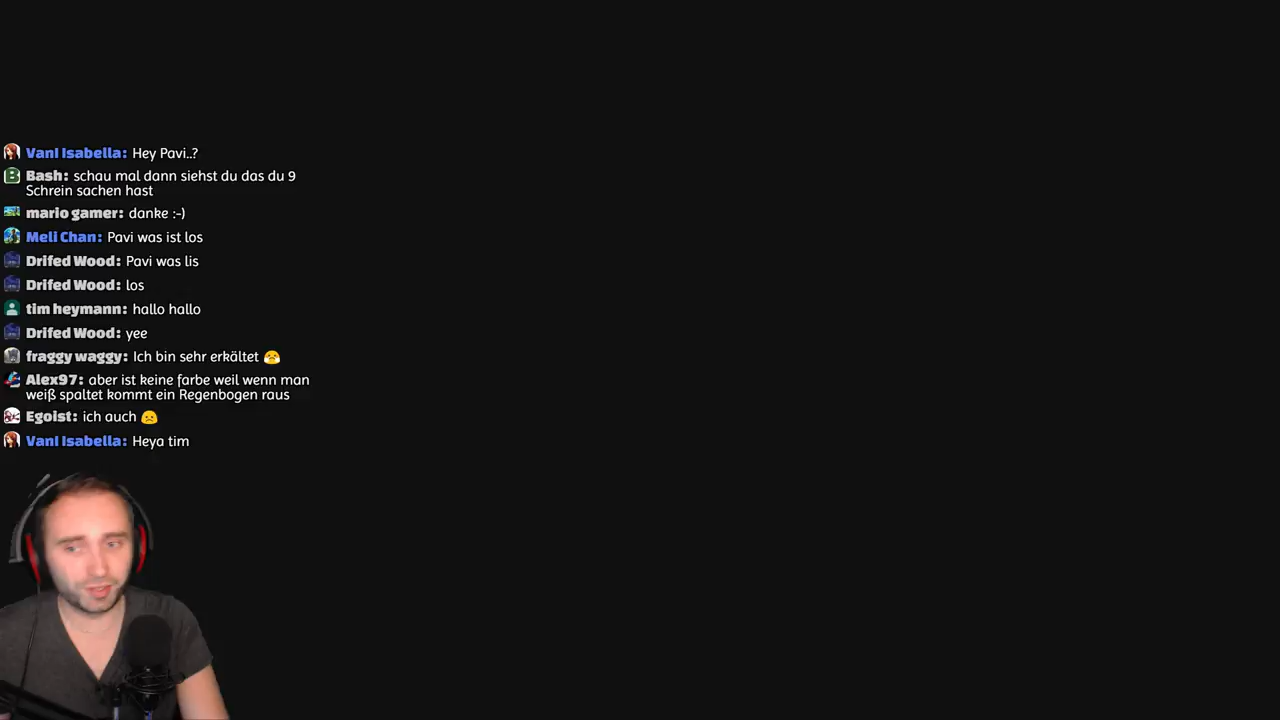 VanI Isabella: Hey Pavi..?
Bash: schau mal dann siehst du das du 9
Schrein sachen hast
mario gamer: danke :-)
Meli Chan: Pavi was ist los
Drifed Wood: Pavi was lis
Drifed Wood: los
tim heymann: hallo hallo
Drifed Wood: yee
fraggy waggy: Ich bin sehr erkältet 😷
Alex97: aber ist keine farbe weil wenn man
weiß spaltet kommt ein Regenbogen raus
Egoist: ich auch ☹️
VanI Isabella: Heya tim